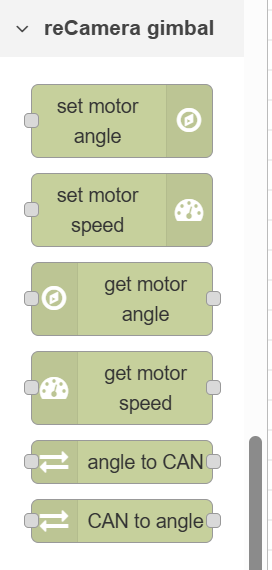 reCamera gimbal
set motor
angle
set motor
speed
get motor
angle
get motor
speed
angle to CAN
CAN to angle